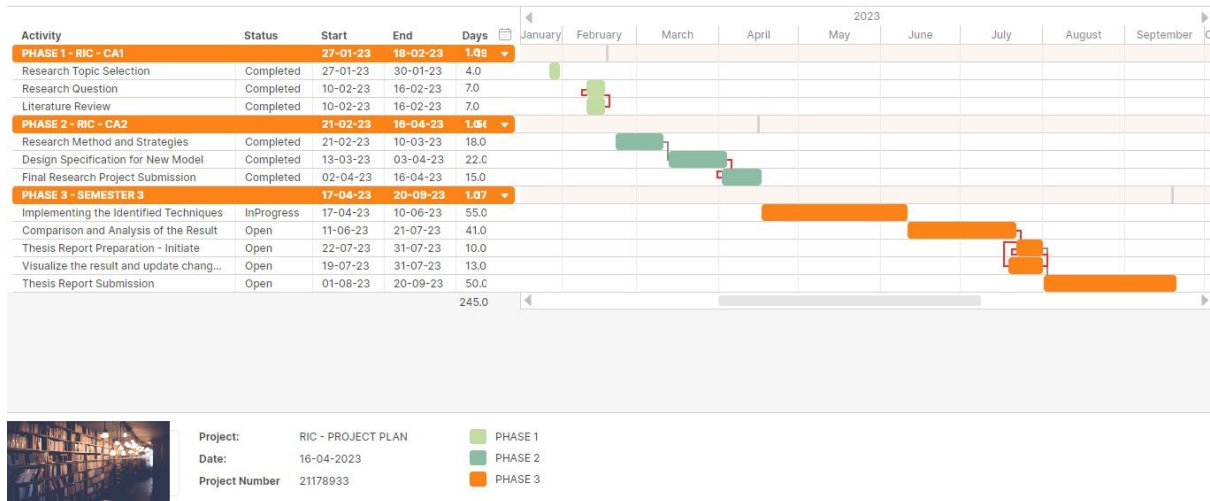 2023
Activity Status Start End Days January February March April May June July August September
PHASE 1 - RIC - CA1 27-01-23 18-02-23
Research Topic Selection Completed 27-01-23 30-01-23 4.0
Research Question Completed 10-02-23 16-02-23 7.0
Literature Review Completed 10-02-23 16-02-23 7.0
PHASE 2 - RIC - CA2 21-02-23 16-04-23
Research Method and Strategies Completed 21-02-23 10-03-23 18.0
Design Specification for New Model Completed 13-03-23 03-04-23 22.0
Final Research Project Submission Completed 02-04-23 16-04-23 15.0
PHASE 3 - SEMESTER 3 17-04-23 20-09-23
Implementing the Identified Techniques InProgress 17-04-23 10-06-23 55.0
Comparison and Analysis of the Result Open 11-06-23 21-07-23 41.0
Thesis Report Preparation - Initiate Open 22-07-23 31-07-23 10.0
Visualize the result and update chang... Open 19-07-23 31-07-23 13.0
Thesis Report Submission Open 01-08-23 20-09-23 50.0
245.0
Project: RIC - PROJECT PLAN PHASE 1
Date: 16-04-2023 PHASE 2
Project Number 21178933 PHASE 3